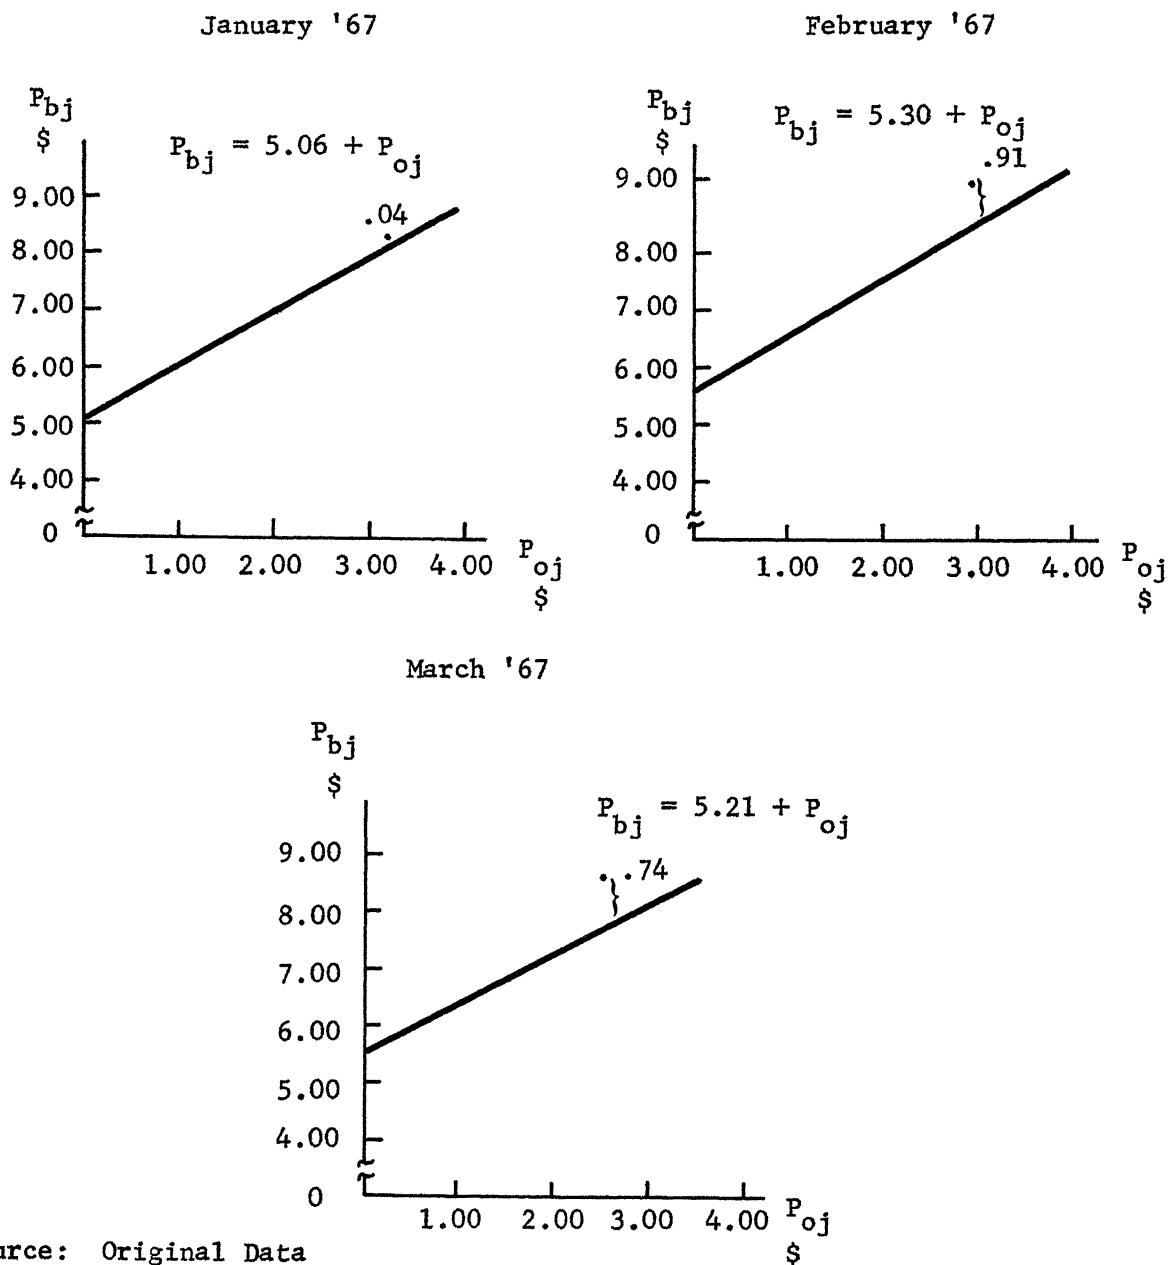 January '67
P_bj
$
P_bj = 5.06 + P_oj
.04
9.00
8.00
7.00
6.00
5.00
4.00
0
1.00 2.00 3.00 4.00 P_oj
$
February '67
P_bj
$
P_bj = 5.30 + P_oj
.91
9.00
8.00
7.00
6.00
5.00
4.00
0
1.00 2.00 3.00 4.00 P_oj
$
March '67
P_bj
$
P_bj = 5.21 + P_oj
.74
9.00
8.00
7.00
6.00
5.00
4.00
0
1.00 2.00 3.00 4.00 P_oj
$
urce: Original Data